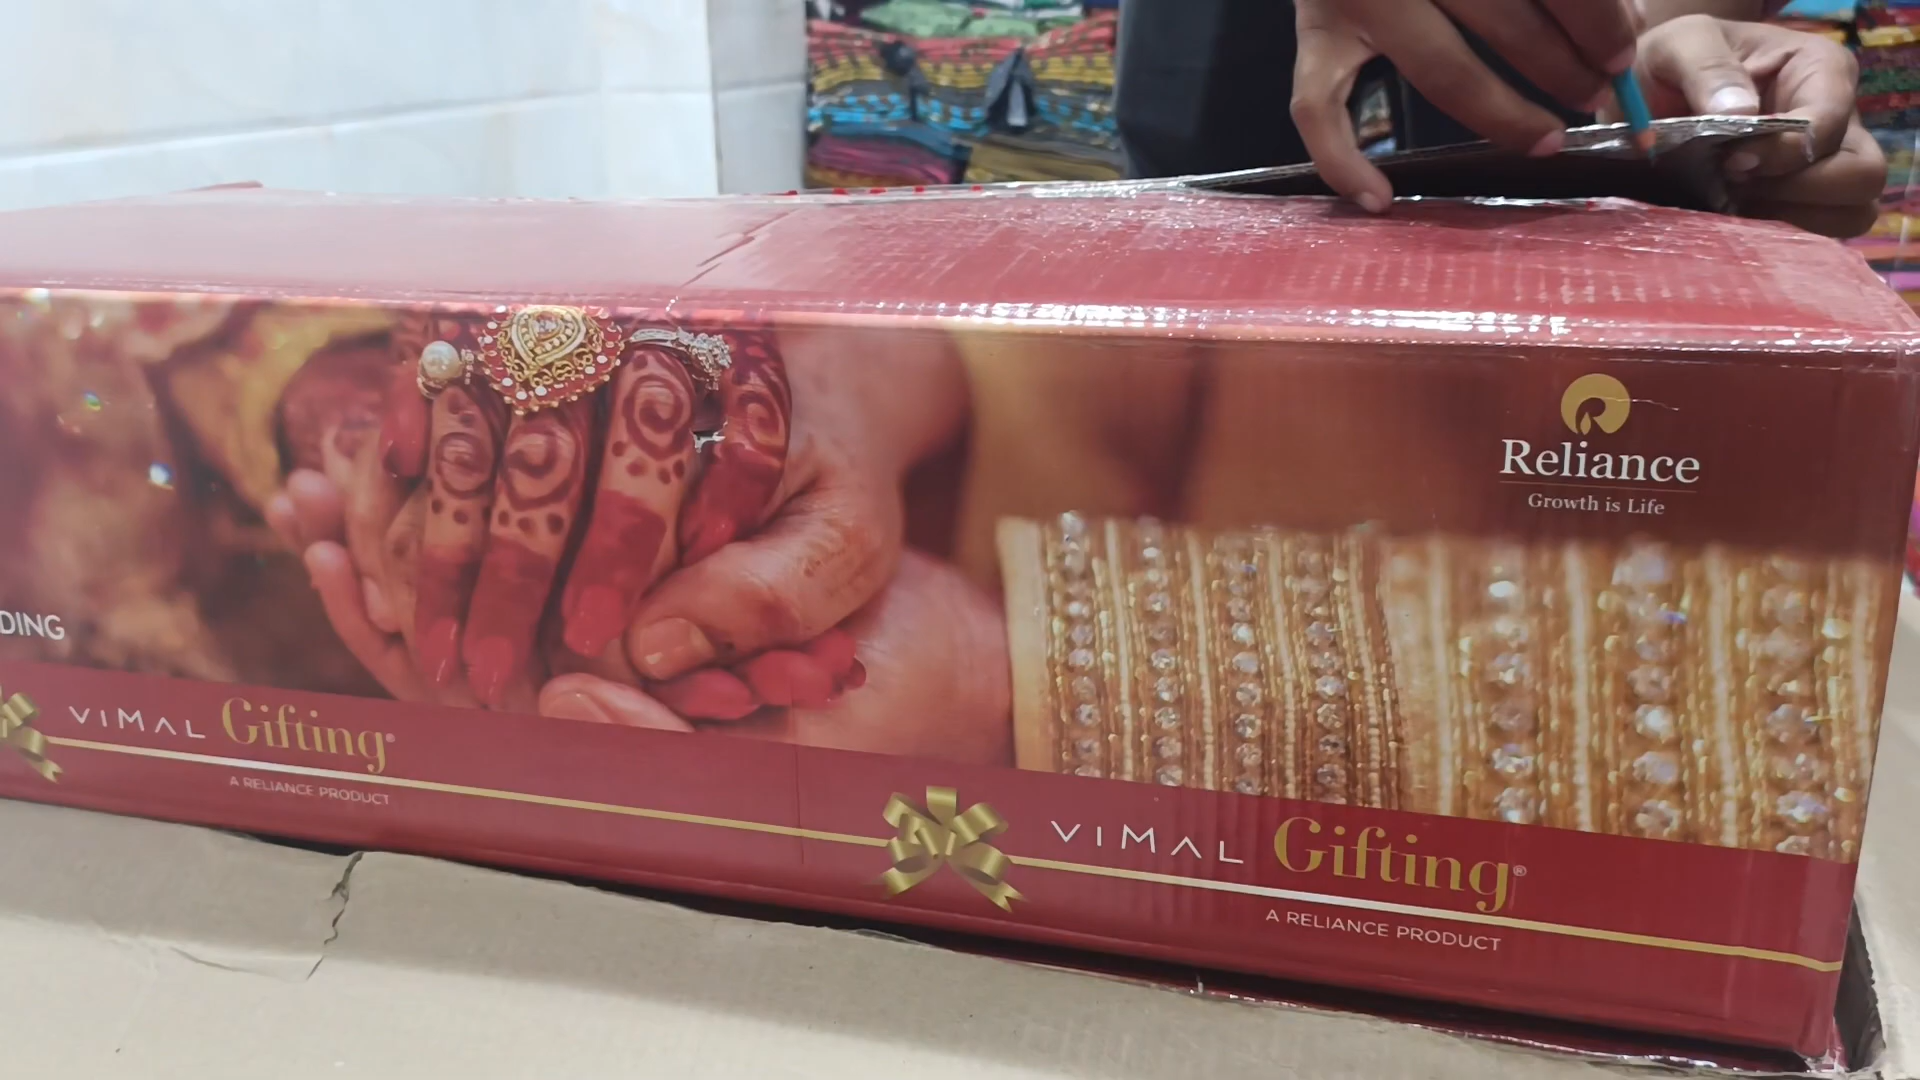 Reliance
Growth is Life
DING
VIMAL Gifting®
A RELIANCE PRODUCT
VIMAL Gifting®
A RELIANCE PRODUCT